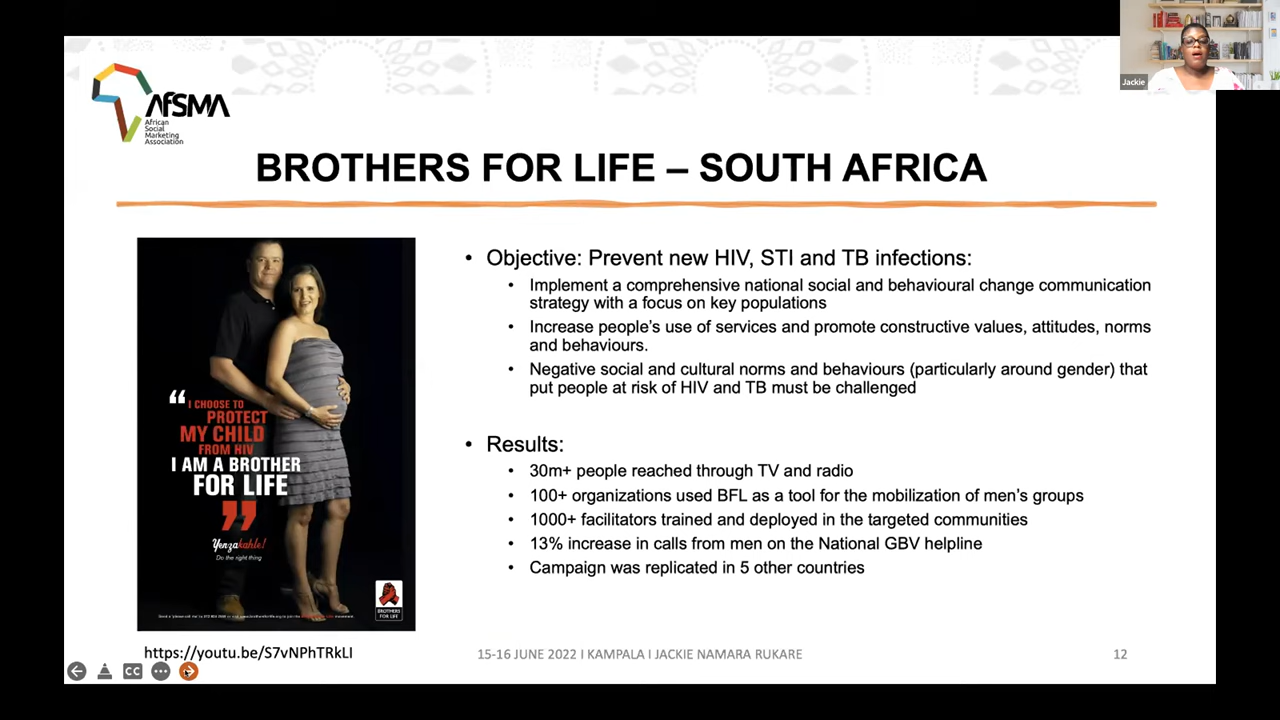 Jackie
AfSMA
African
Social
Marketing
Association
BROTHERS FOR LIFE – SOUTH AFRICA
“I CHOOSE TO
PROTECT
MY CHILD
FROM HIV
I AM A BROTHER
FOR LIFE
”
Yenzakahle!
Do the right thing
BROTHERS
FOR LIFE
• Objective: Prevent new HIV, STI and TB infections:
• Implement a comprehensive national social and behavioural change communication
strategy with a focus on key populations
• Increase people’s use of services and promote constructive values, attitudes, norms
and behaviours.
• Negative social and cultural norms and behaviours (particularly around gender) that
put people at risk of HIV and TB must be challenged
• Results:
• 30m+ people reached through TV and radio
• 100+ organizations used BFL as a tool for the mobilization of men’s groups
• 1000+ facilitators trained and deployed in the targeted communities
• 13% increase in calls from men on the National GBV helpline
• Campaign was replicated in 5 other countries
https://youtu.be/S7vNPhTRkLI
15-16 JUNE 2022 I KAMPALA I JACKIE NAMARA RUKARE
12
CC